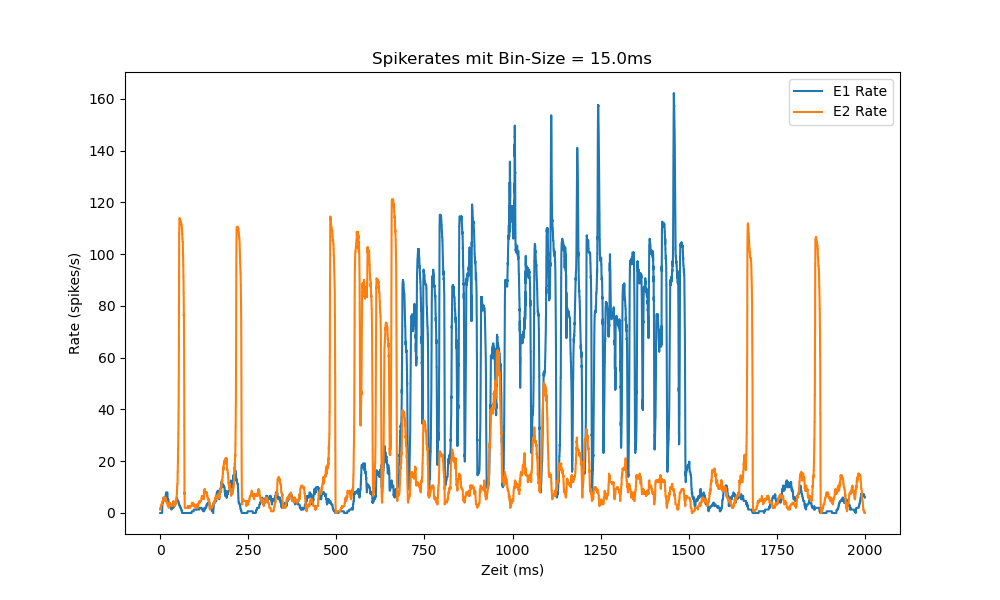 Spikerates mit Bin-Size = 15.0ms
E1 Rate
E2 Rate
Rate (spikes/s)
160
140
120
100
80
60
40
20
0
0 250 500 750 1000 1250 1500 1750 2000
Zeit (ms)